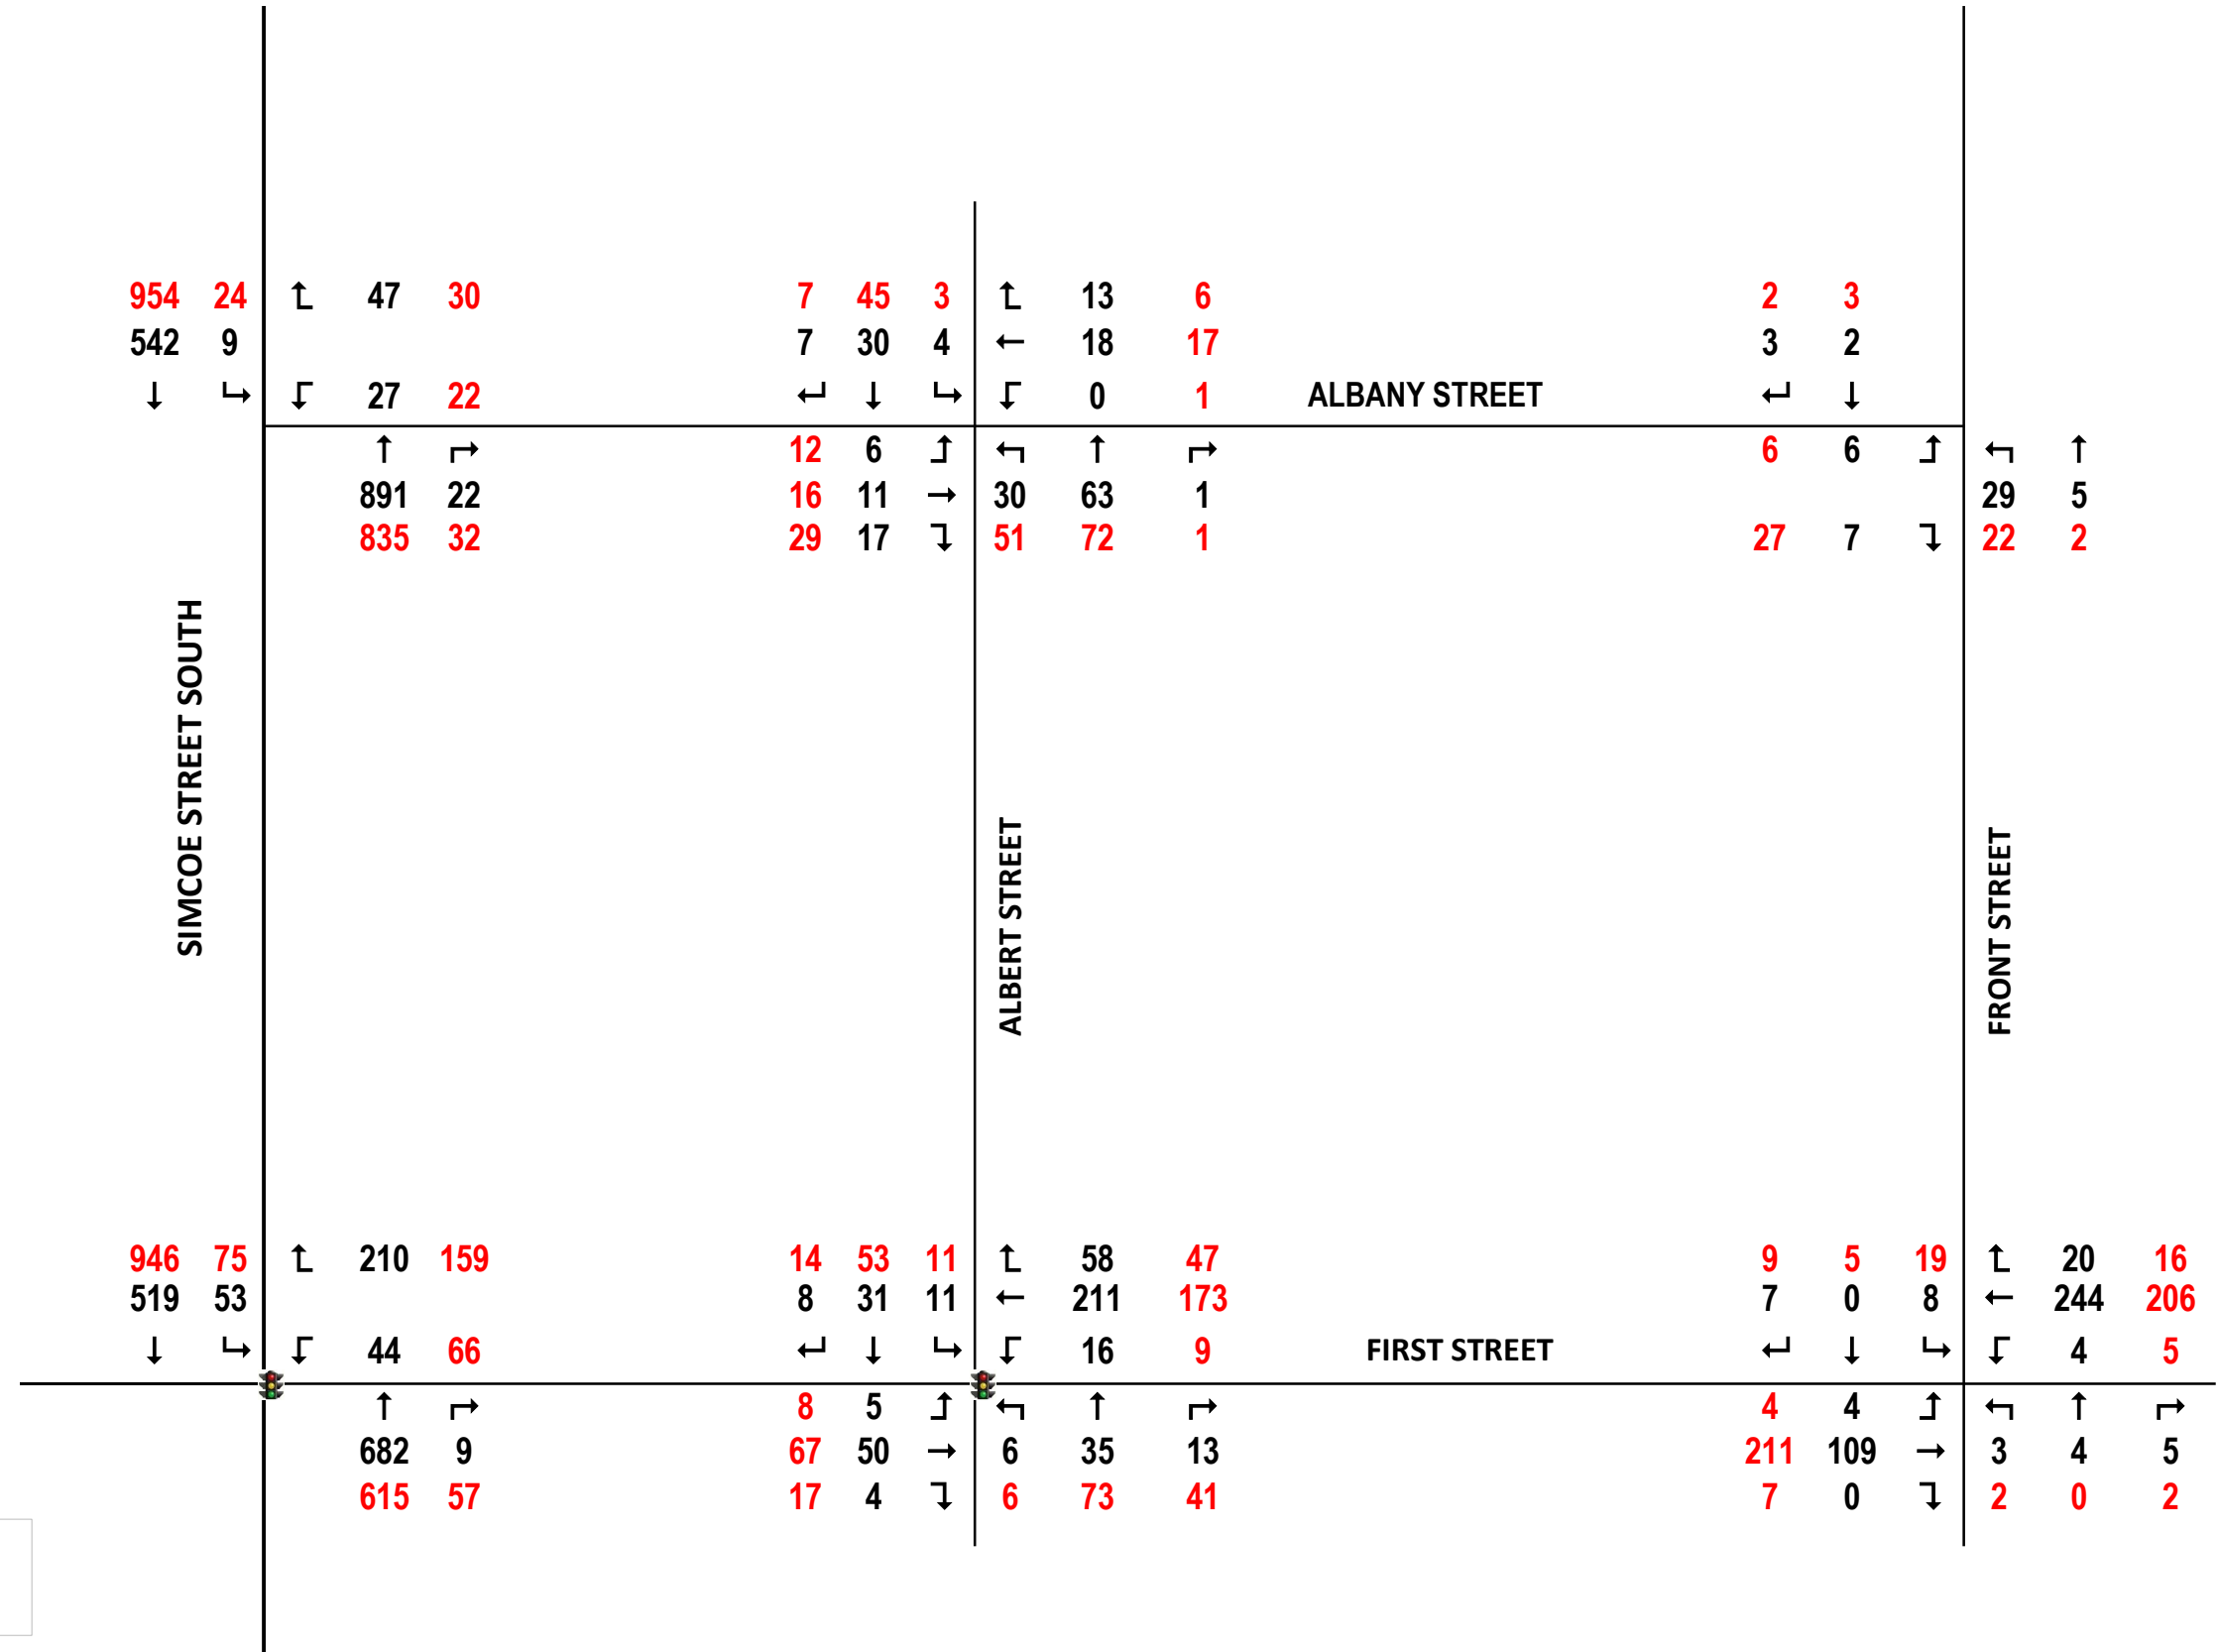 954 24 ↰ 47 30 7 45 3 ↰ 13 6 2 3
542 9 7 30 4 ← 18 17 3 2
↓ ↳ ↲ 27 22 ↵ ↓ ↳ ↲ 0 1 ALBANY STREET ↵ ↓
↑ ↱ 12 6 ⮥ ↰ ↑ ↱ 6 6 ⮥ ↰ ↑
891 22 16 11 → 30 63 1 29 5
835 32 29 17 ↴ 51 72 1 27 7 ↴ 22 2
SIMCOE STREET SOUTH
ALBERT STREET
FRONT STREET
946 75 ↰ 210 159 14 53 11 ↰ 58 47 9 5 19 ↰ 20 16
519 53 8 31 11 ← 211 173 7 0 8 ← 244 206
↓ ↳ ↲ 44 66 ↵ ↓ ↳ ↲ 16 9 FIRST STREET ↵ ↓ ↳ ↲ 4 5
↑ ↱ 8 5 ⮥ ↰ ↑ ↱ 4 4 ⮥ ↰ ↑ ↱
682 9 67 50 → 6 35 13 211 109 → 3 4 5
615 57 17 4 ↴ 6 73 41 7 0 ↴ 2 0 2